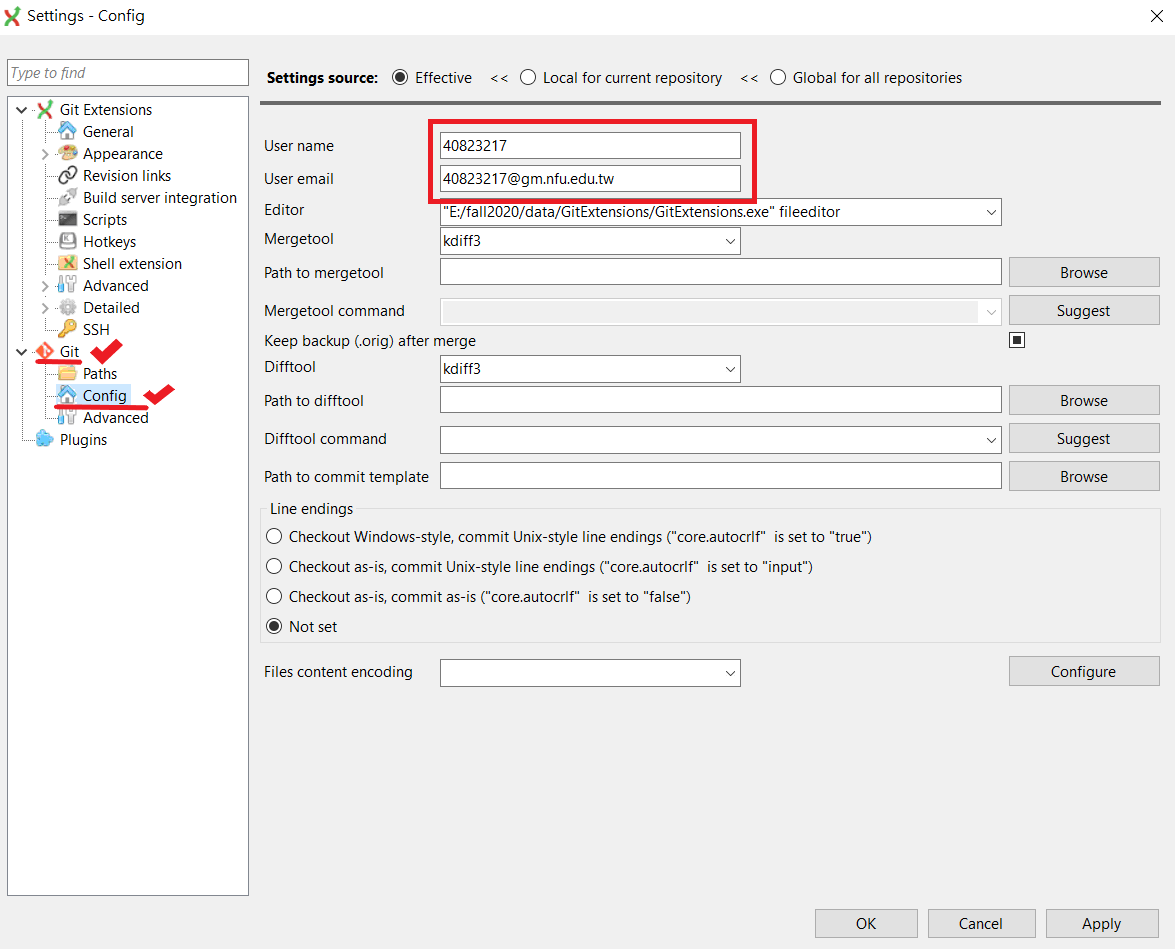 Settings - Config
Type to find
Git Extensions
General
Appearance
Revision links
Build server integration
Scripts
Hotkeys
Shell extension
Advanced
Detailed
SSH
Git
Paths
Config
Advanced
Plugins
Settings source: Effective << Local for current repository << Global for all repositories
User name 40823217
User email 40823217@gm.nfu.edu.tw
Editor "E:/fall2020/data/GitExtensions/GitExtensions.exe" fileeditor
Mergetool kdiff3
Path to mergetool Browse
Mergetool command Suggest
Keep backup (.orig) after merge
Difftool kdiff3
Path to difftool Browse
Difftool command Suggest
Path to commit template Browse
Line endings
Checkout Windows-style, commit Unix-style line endings ("core.autocrlf" is set to "true")
Checkout as-is, commit Unix-style line endings ("core.autocrlf" is set to "input")
Checkout as-is, commit as-is ("core.autocrlf" is set to "false")
Not set
Files content encoding Configure
OK Cancel Apply